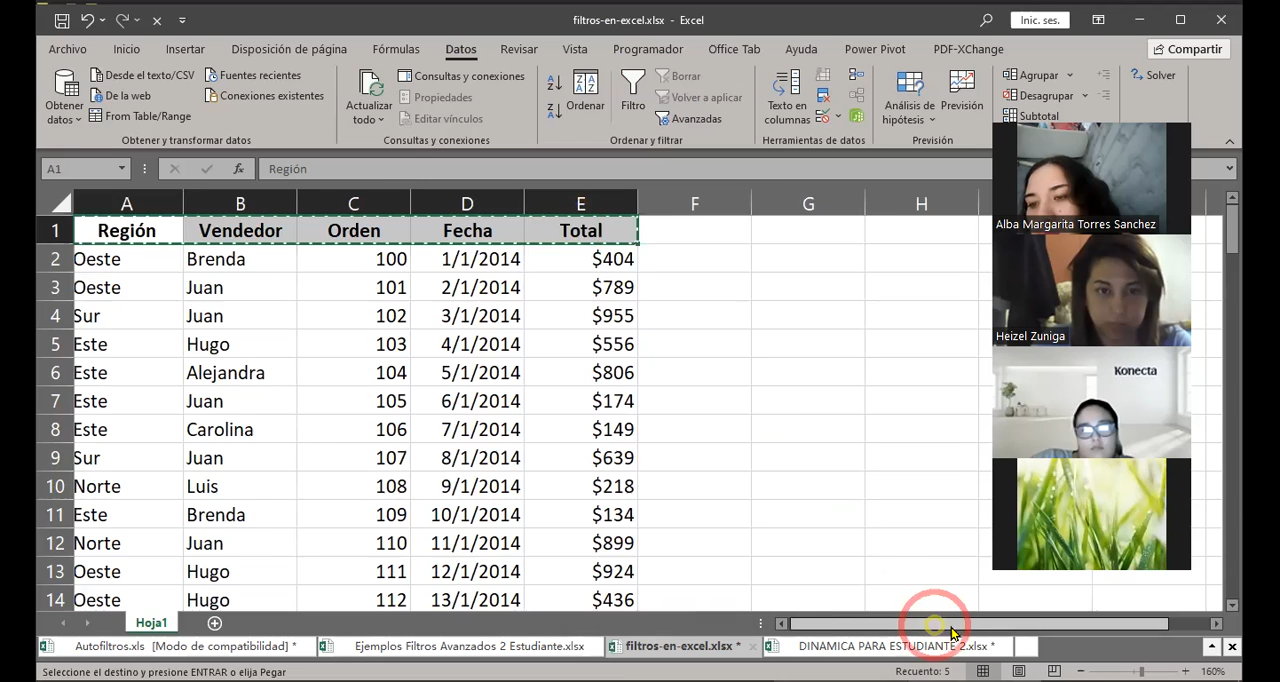 filtros-en-excel.xlsx - Excel
Inic. ses.
Archivo Inicio Insertar Disposición de página Fórmulas Datos Revisar Vista Programador Office Tab Ayuda Power Pivot PDF-XChange Compartir
Obtener datos
Desde el texto/CSV
De la web
From Table/Range
Fuentes recientes
Conexiones existentes
Obtener y transformar datos
Actualizar todo
Consultas y conexiones
Propiedades
Editar vínculos
Consultas y conexiones
Ordenar
Filtro
Borrar
Volver a aplicar
Avanzadas
Ordenar y filtrar
Texto en columnas
Herramientas de datos
Análisis de hipótesis
Previsión
Previsión
Agrupar
Desagrupar
Subtotal
Solver
A1 fx Región
A B C D E F G H
1 Región Vendedor Orden Fecha Total
2 Oeste Brenda 100 1/1/2014 $404
3 Oeste Juan 101 2/1/2014 $789
4 Sur Juan 102 3/1/2014 $955
5 Este Hugo 103 4/1/2014 $556
6 Este Alejandra 104 5/1/2014 $806
7 Este Juan 105 6/1/2014 $174
8 Este Carolina 106 7/1/2014 $149
9 Sur Juan 107 8/1/2014 $639
10 Norte Luis 108 9/1/2014 $218
11 Este Brenda 109 10/1/2014 $134
12 Norte Juan 110 11/1/2014 $899
13 Oeste Hugo 111 12/1/2014 $924
14 Oeste Hugo 112 13/1/2014 $436
Alba Margarita Torres Sanchez
Heizel Zuniga
Konecta
Hoja1
Autofiltros.xls [Modo de compatibilidad] * Ejemplos Filtros Avanzados 2 Estudiante.xlsx filtros-en-excel.xlsx * DINAMICA PARA ESTUDIANTE 2.xlsx *
Seleccione el destino y presione ENTRAR o elija Pegar Recuento: 5 160%